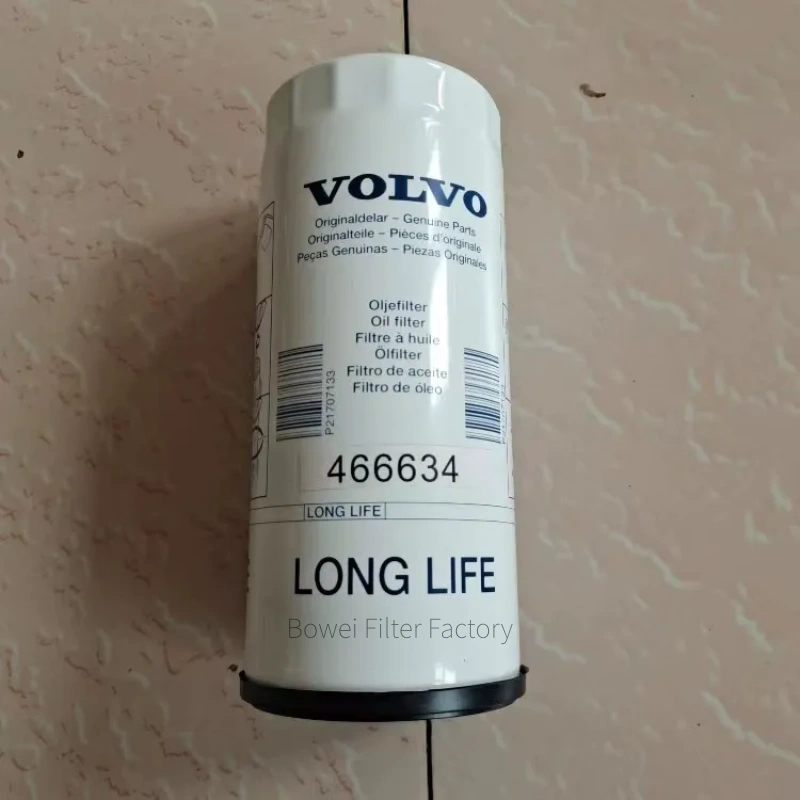 VOLVO
Originaldelar – Genuine Parts
Originalteile – Pièces d'originale
Peças Genuinas – Piezas Originales
Oljefilter
Oil filter
Filtre à huile
Ölfilter
Filtro de aceite
Filtro de óleo
P21707133
466634
LONG LIFE
LONG LIFE
Bowei Filter Factory